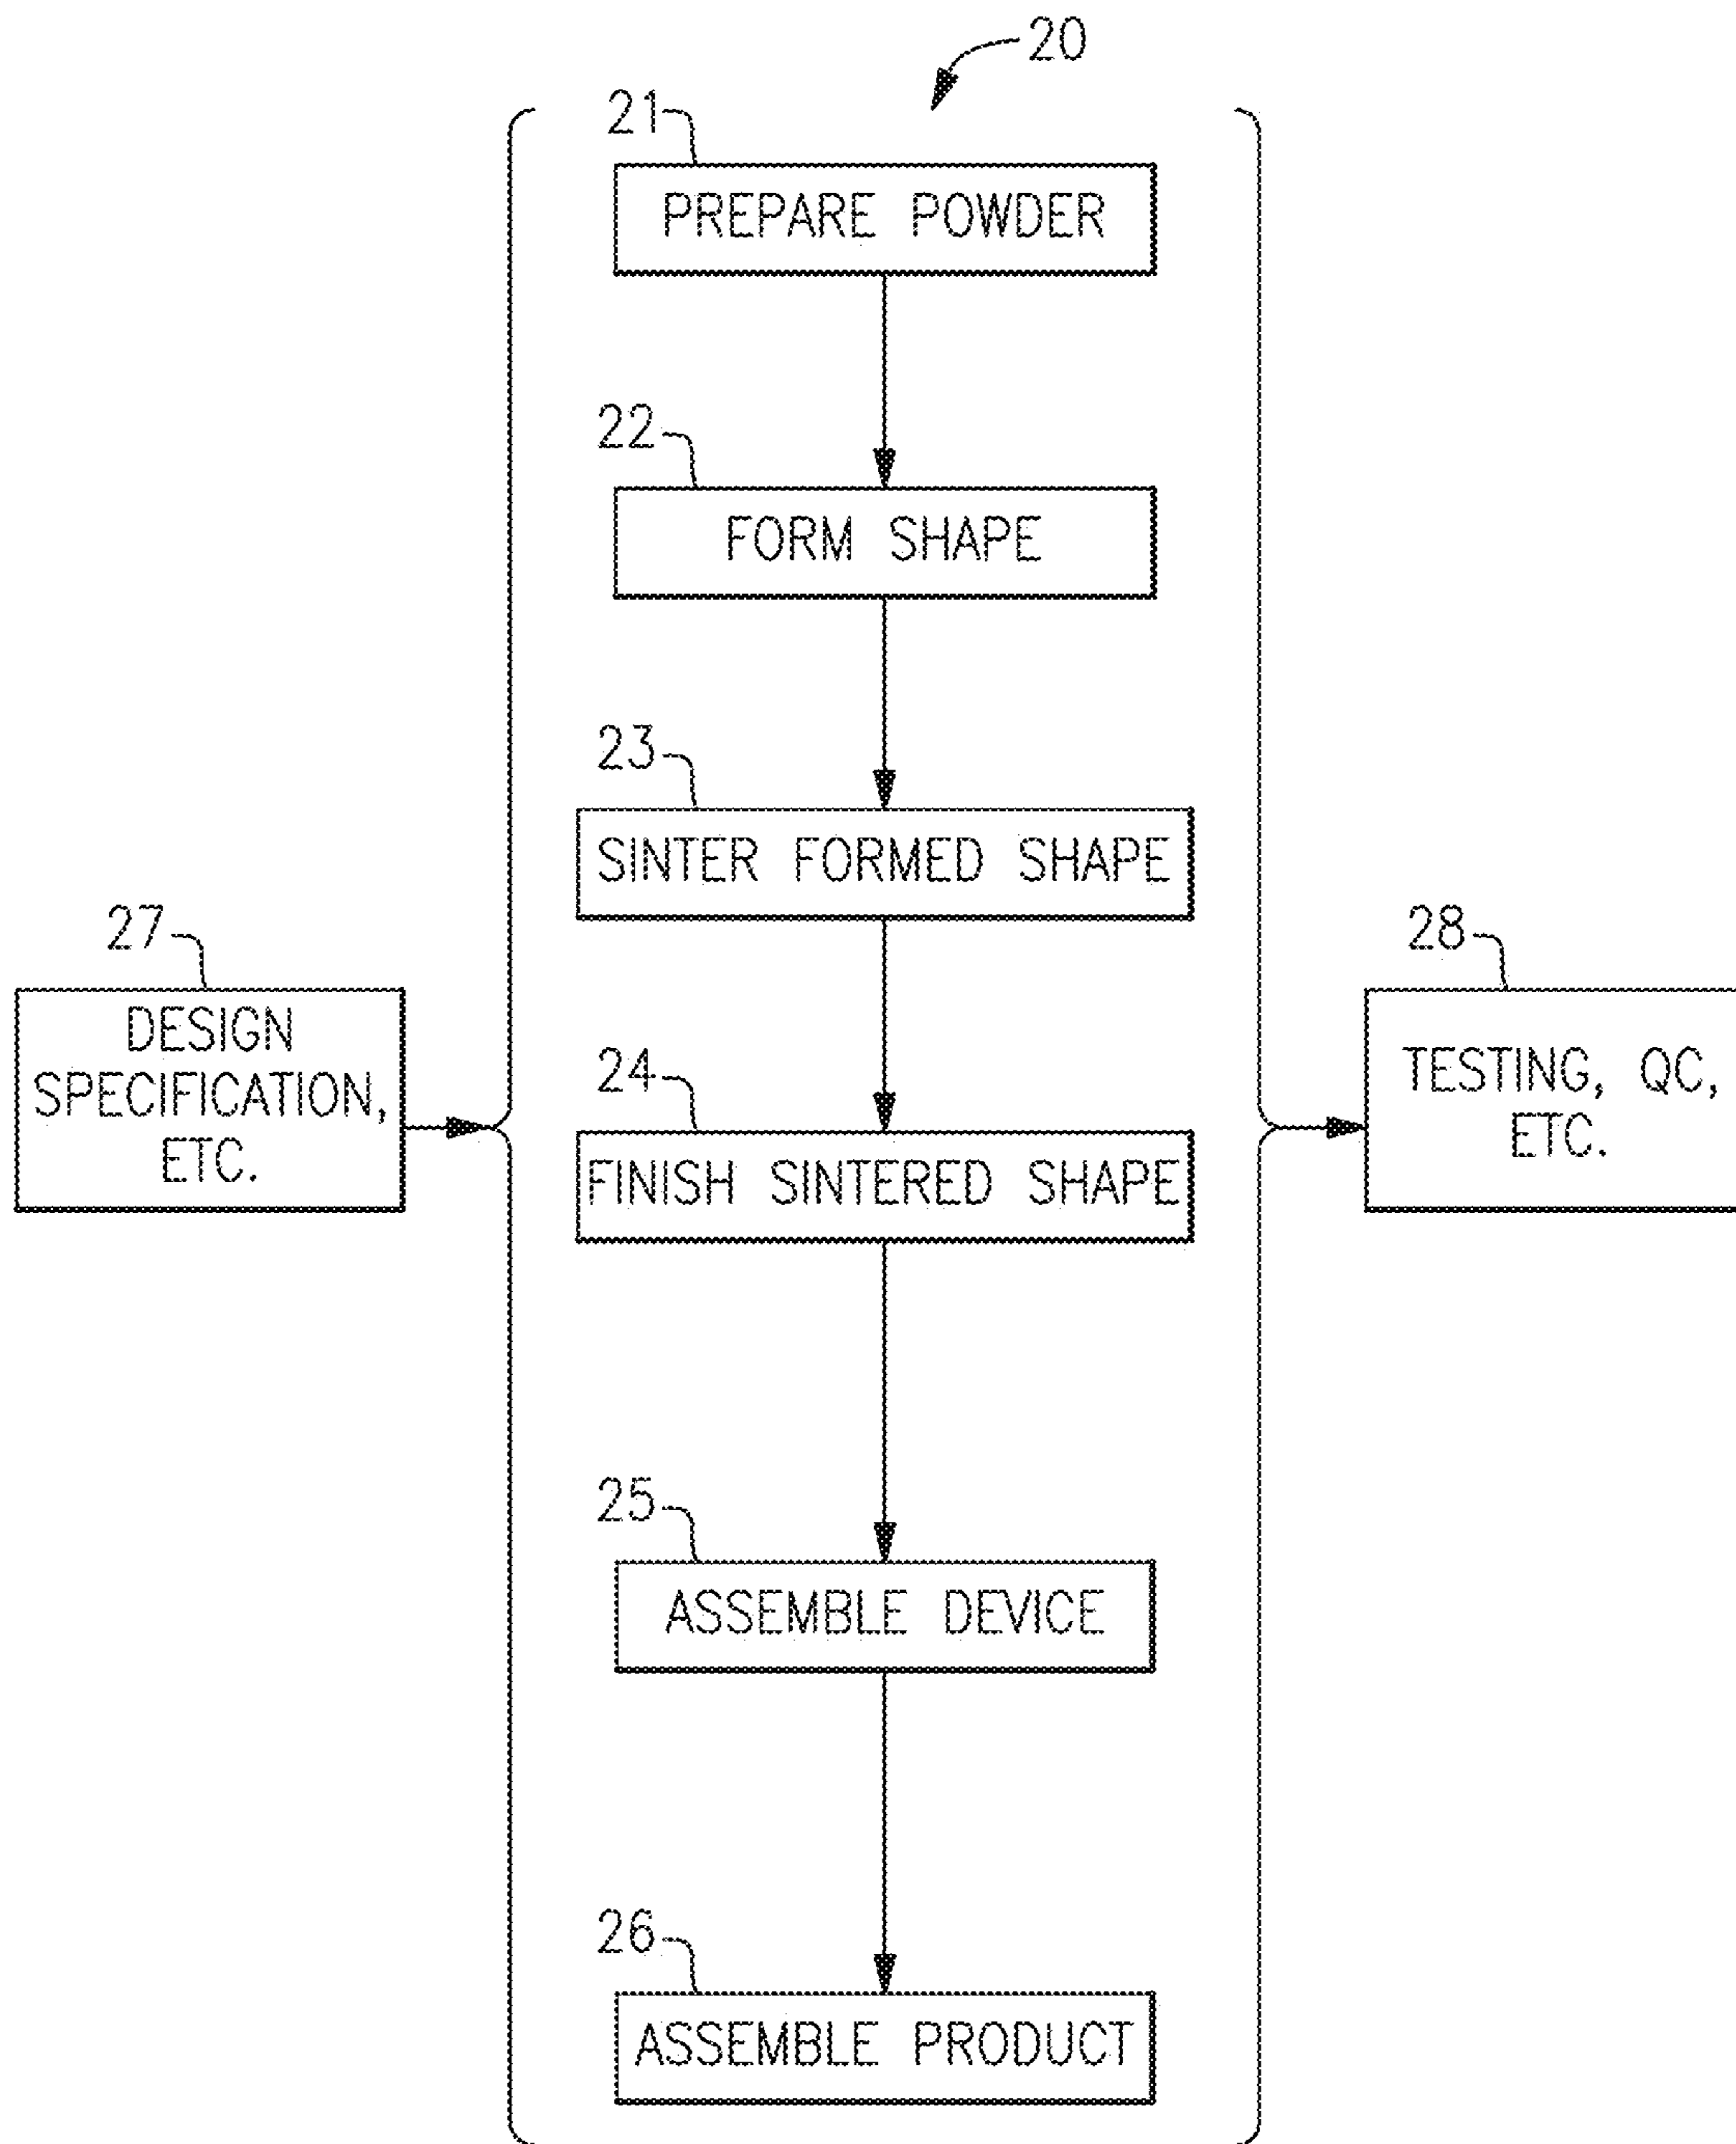 20
21
PREPARE POWDER
22
FORM SHAPE
23
SINTER FORMED SHAPE
27
DESIGN
SPECIFICATION,
ETC.
28
TESTING, QC,
ETC.
24
FINISH SINTERED SHAPE
25
ASSEMBLE DEVICE
26
ASSEMBLE PRODUCT